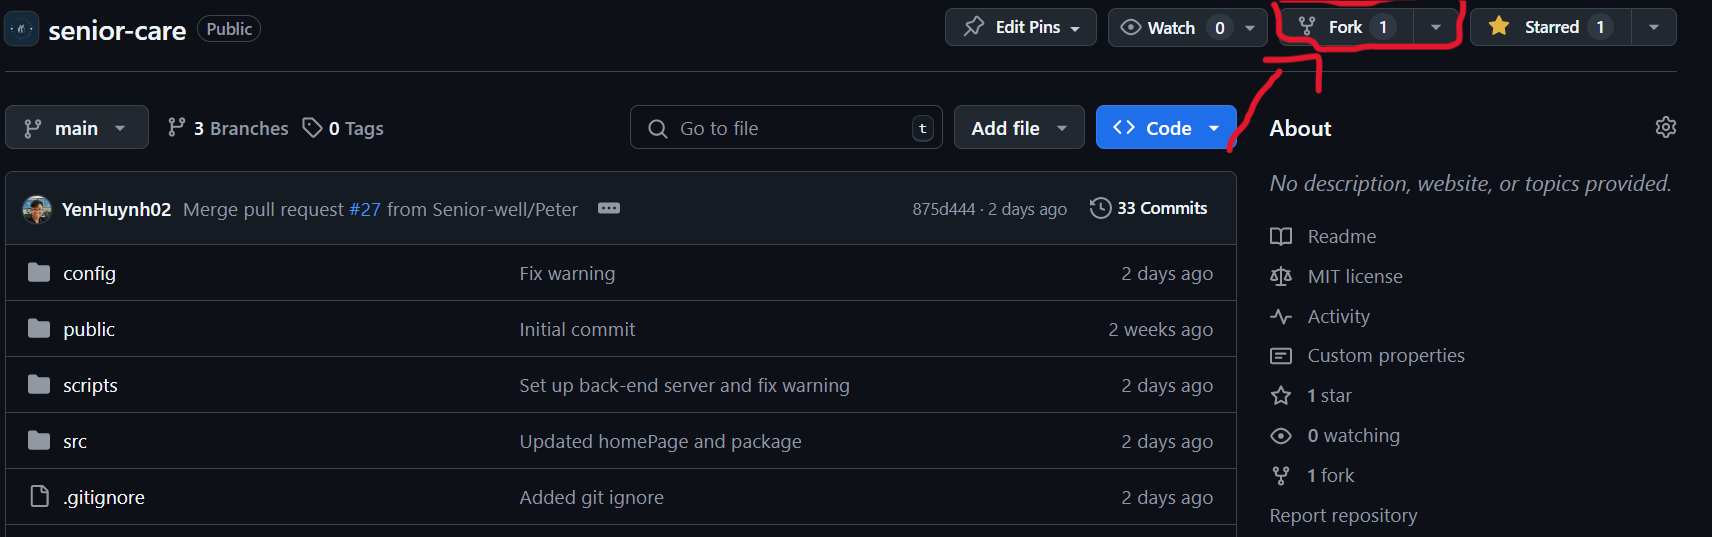 senior-care Public Edit Pins Watch 0 Fork 1 Starred 1
main 3 Branches 0 Tags Go to file t Add file Code
About
No description, website, or topics provided.
YenHuynh02 Merge pull request #27 from Senior-well/Peter 875d444 · 2 days ago 33 Commits
Readme
config Fix warning 2 days ago
MIT license
public Initial commit 2 weeks ago
Activity
Custom properties
scripts Set up back-end server and fix warning 2 days ago
1 star
src Updated homePage and package 2 days ago
0 watching
1 fork
.gitignore Added git ignore 2 days ago
Report repository